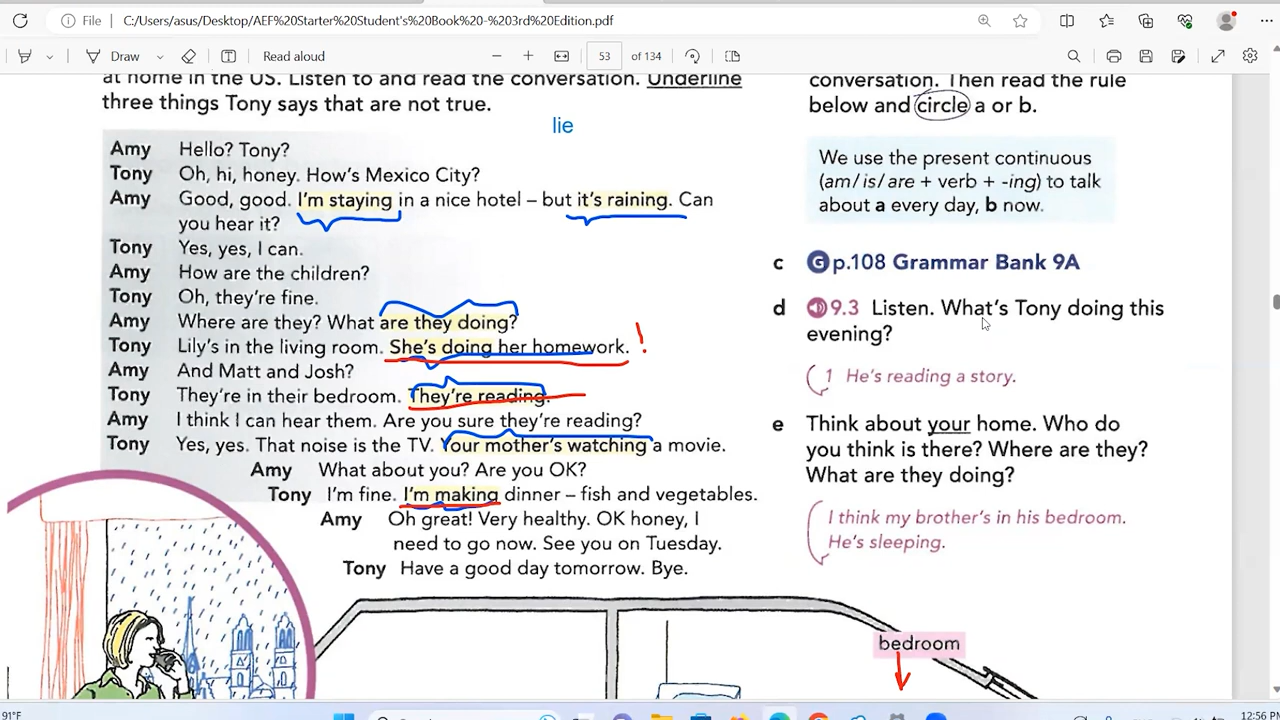 File C:/Users/asus/Desktop/AEF%20Starter%20Student's%20Book%20-%203rd%20Edition.pdf
Draw Read aloud 53 of 134
at home in the US. Listen to and read the conversation. Underline
three things Tony says that are not true.
lie
Amy Hello? Tony?
Tony Oh, hi, honey. How's Mexico City?
Amy Good, good. I'm staying in a nice hotel – but it's raining. Can
you hear it?
Tony Yes, yes, I can.
Amy How are the children?
Tony Oh, they're fine.
Amy Where are they? What are they doing?
Tony Lily's in the living room. She's doing her homework. !
Amy And Matt and Josh?
Tony They're in their bedroom. They're reading.
Amy I think I can hear them. Are you sure they're reading?
Tony Yes, yes. That noise is the TV. Your mother's watching a movie.
Amy What about you? Are you OK?
Tony I'm fine. I'm making dinner – fish and vegetables.
Amy Oh great! Very healthy. OK honey, I
need to go now. See you on Tuesday.
Tony Have a good day tomorrow. Bye.
conversation. Then read the rule
below and circle a or b.
We use the present continuous
(am / is / are + verb + -ing) to talk
about a every day, b now.
c G p.108 Grammar Bank 9A
d 9.3 Listen. What's Tony doing this
evening?
1 He's reading a story.
e Think about your home. Who do
you think is there? Where are they?
What are they doing?
I think my brother's in his bedroom.
He's sleeping.
bedroom
91°F
12:56 PM